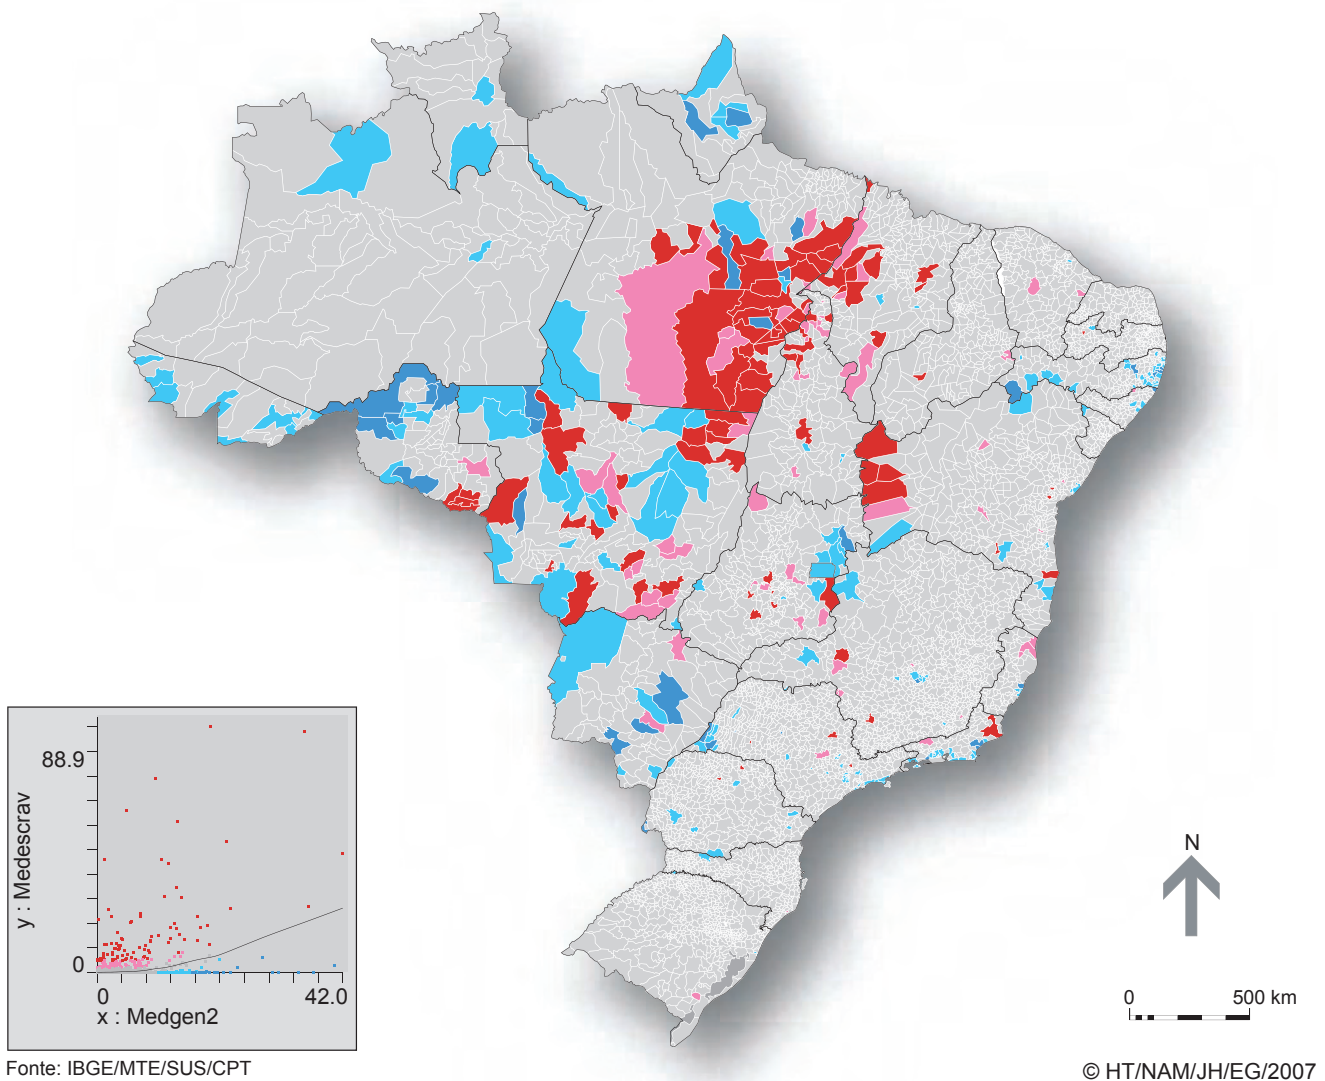 88.9
y : Medescrav
0
0
42.0
x : Medgen2
Fonte: IBGE/MTE/SUS/CPT
N
0
500 km
© HT/NAM/JH/EG/2007